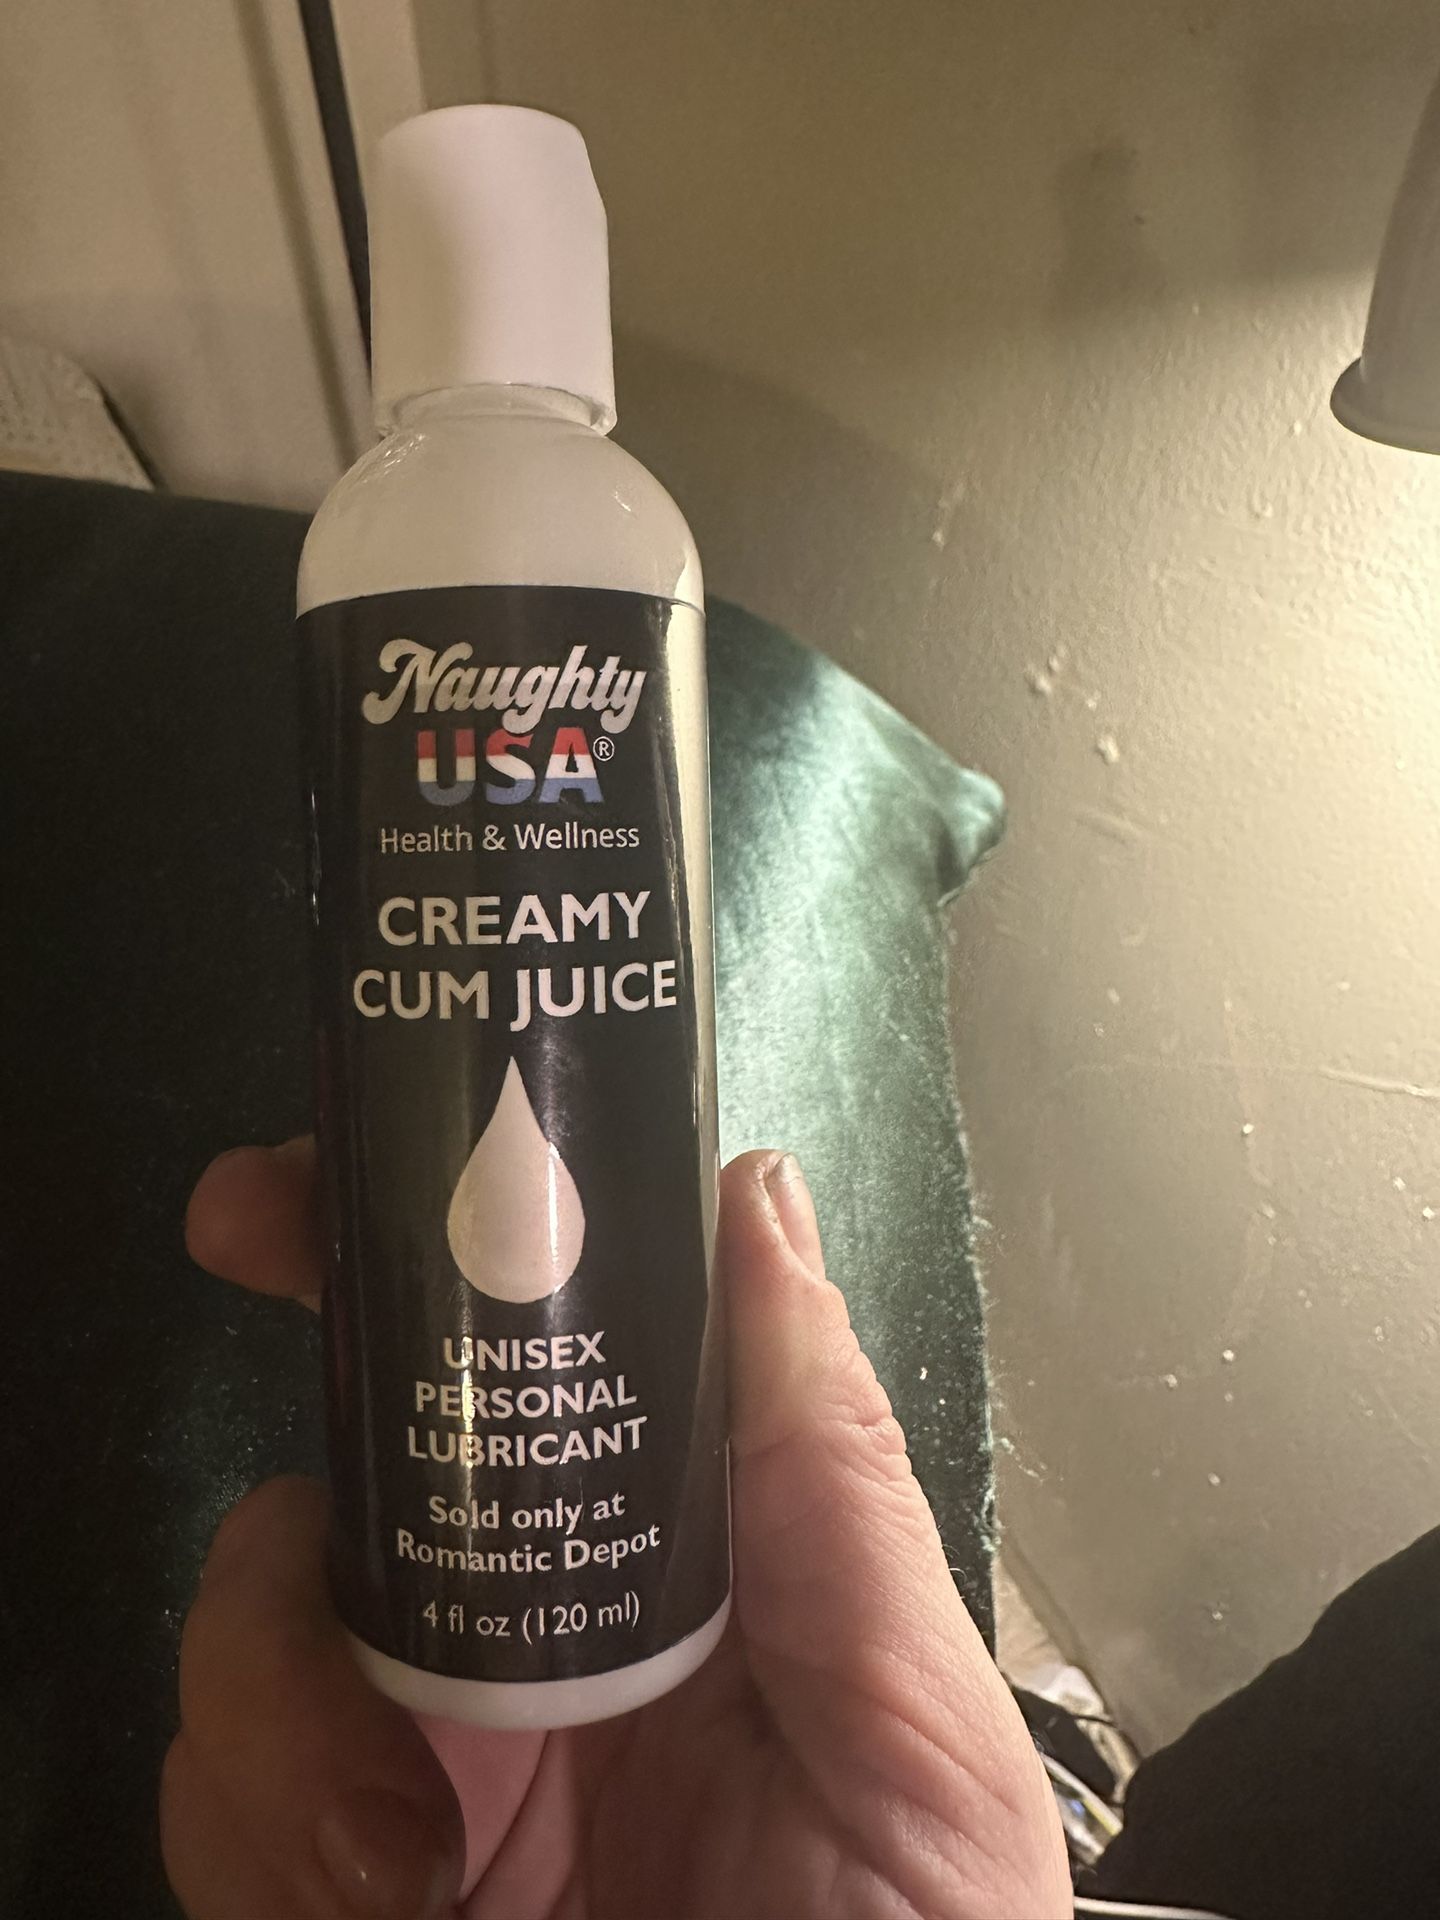 Naughty
USA®
Health & Wellness
CREAMY
CUM JUICE
UNISEX
PERSONAL
LUBRICANT
Sold only at
Romantic Depot
4 fl oz (120 ml)